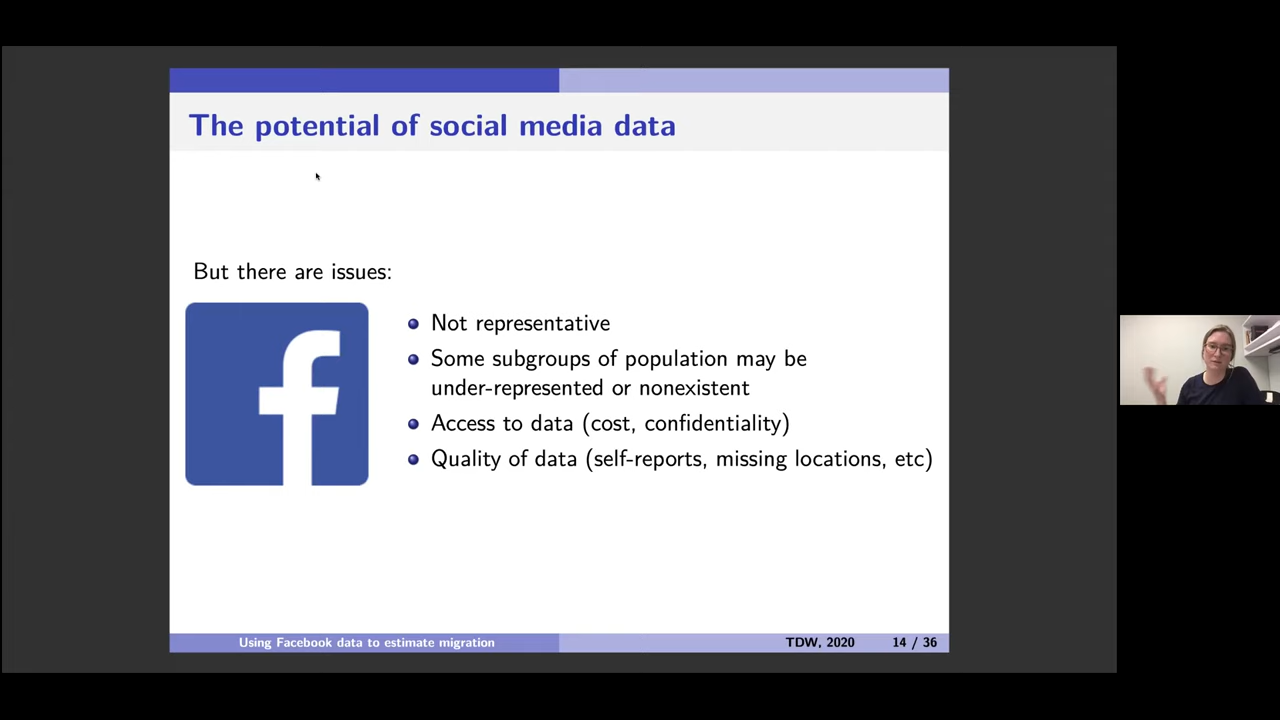 The potential of social media data
But there are issues:
Not representative
Some subgroups of population may be
under-represented or nonexistent
Access to data (cost, confidentiality)
Quality of data (self-reports, missing locations, etc)
Using Facebook data to estimate migration
TDW, 2020 14 / 36